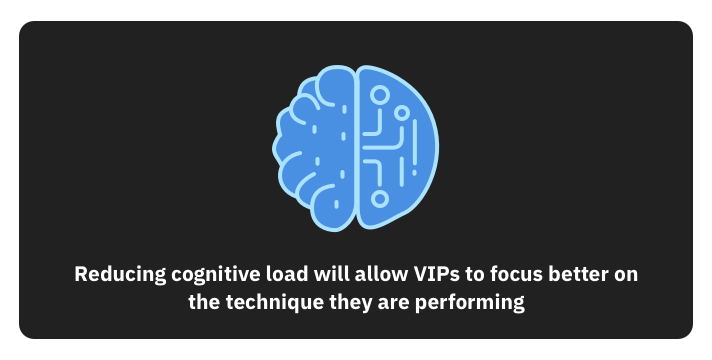 Reducing cognitive load will allow VIPs to focus better on
the technique they are performing